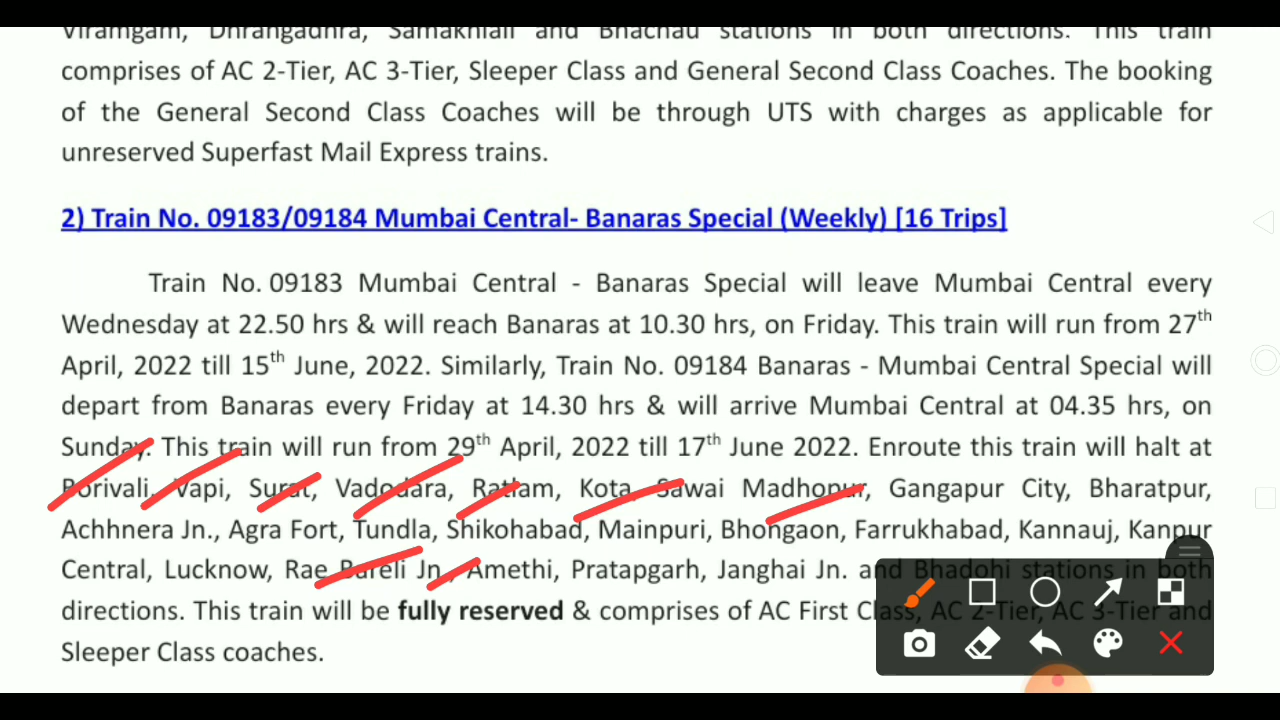 Viramgam, Dhrangadhra, Samakhiali and Bhachau stations in both directions. This train
comprises of AC 2-Tier, AC 3-Tier, Sleeper Class and General Second Class Coaches. The booking
of the General Second Class Coaches will be through UTS with charges as applicable for
unreserved Superfast Mail Express trains.
2) Train No. 09183/09184 Mumbai Central- Banaras Special (Weekly) [16 Trips]
Train No. 09183 Mumbai Central - Banaras Special will leave Mumbai Central every
Wednesday at 22.50 hrs & will reach Banaras at 10.30 hrs, on Friday. This train will run from 27th
April, 2022 till 15th June, 2022. Similarly, Train No. 09184 Banaras - Mumbai Central Special will
depart from Banaras every Friday at 14.30 hrs & will arrive Mumbai Central at 04.35 hrs, on
Sunday. This train will run from 29th April, 2022 till 17th June 2022. Enroute this train will halt at
Borivali, Vapi, Surat, Vadodara, Ratlam, Kota, Sawai Madhopur, Gangapur City, Bharatpur,
Achhnera Jn., Agra Fort, Tundla, Shikohabad, Mainpuri, Bhongaon, Farrukhabad, Kannauj, Kanpur
Central, Lucknow, Rae Bareli Jn., Amethi, Pratapgarh, Janghai Jn. and Bhadohi stations in both
directions. This train will be fully reserved & comprises of AC First Class, AC 2-Tier, AC 3-Tier and
Sleeper Class coaches.